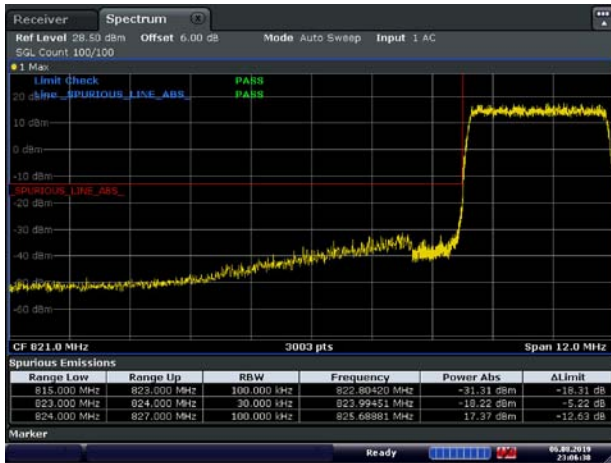 Receiver Spectrum
Ref Level 28.50 dBm Offset 6.00 dB Mode Auto Sweep Input 1 AC
SGL Count 100/100
1 Max
Limit Check PASS
20 dBm Line _SPURIOUS_LINE_ABS_ PASS
10 dBm
0 dBm
-10 dBm
_SPURIOUS_LINE_ABS_
-20 dBm
-30 dBm
-40 dBm
-50 dBm
-60 dBm
CF 821.0 MHz 3003 pts Span 12.0 MHz
Spurious Emissions
Range Low Range Up RBW Frequency Power Abs ΔLimit
815.000 MHz 823.000 MHz 100.000 kHz 822.80420 MHz -31.31 dBm -18.31 dB
823.000 MHz 824.000 MHz 30.000 kHz 823.99451 MHz -18.22 dBm -5.22 dB
824.000 MHz 827.000 MHz 100.000 kHz 825.68881 MHz 17.37 dBm -12.63 dB
Marker
Ready 06.08.2019
23:06:38